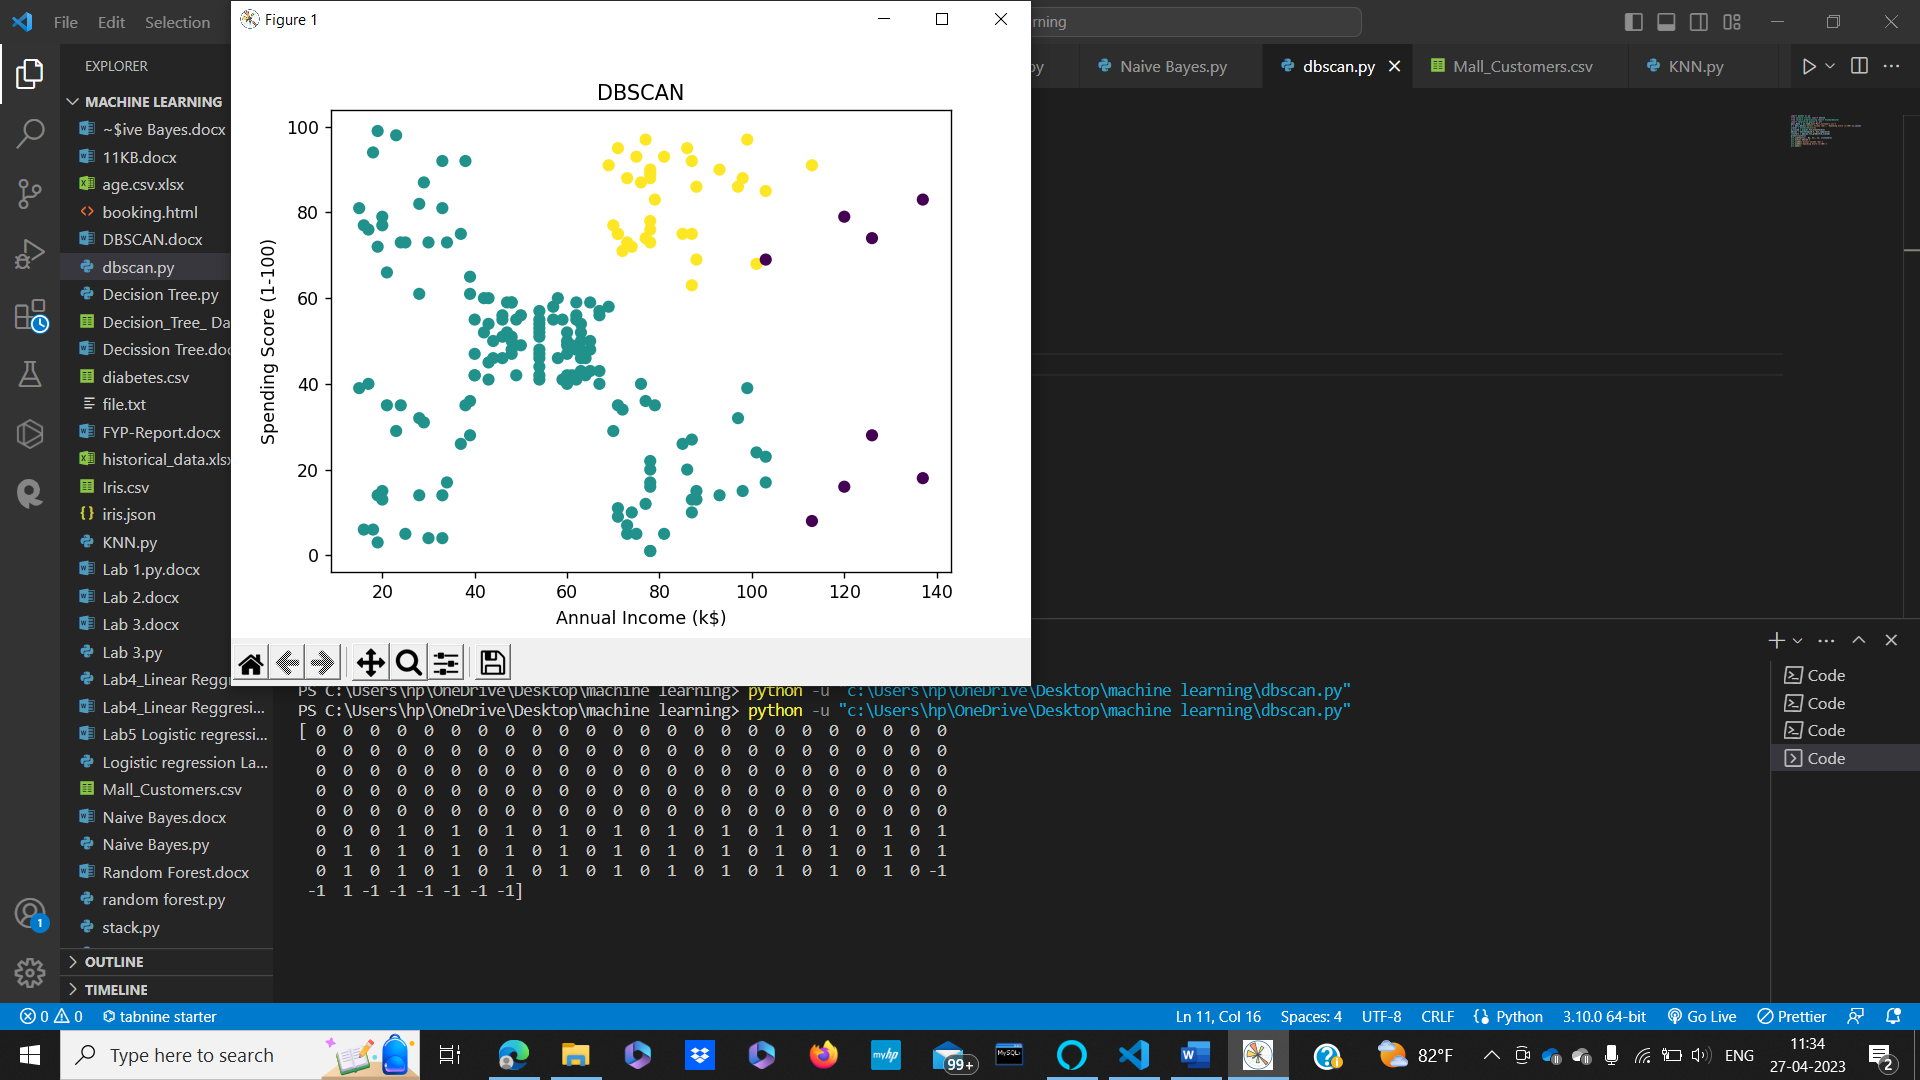 File Edit Selection
Figure 1
rning
EXPLORER
py
Naive Bayes.py
dbscan.py
Mall_Customers.csv
KNN.py
MACHINE LEARNING
~$ive Bayes.docx
11KB.docx
age.csv.xlsx
booking.html
DBSCAN.docx
dbscan.py
Decision Tree.py
Decision_Tree_ Da
Decission Tree.doc
diabetes.csv
file.txt
FYP-Report.docx
historical_data.xlsx
Iris.csv
iris.json
KNN.py
Lab 1.py.docx
Lab 2.docx
Lab 3.docx
Lab 3.py
Lab4_Linear Reggr
Lab4_Linear Reggresi...
Lab5 Logistic regressi...
Logistic regression La...
Mall_Customers.csv
Naive Bayes.docx
Naive Bayes.py
Random Forest.docx
random forest.py
stack.py
OUTLINE
TIMELINE
DBSCAN
Spending Score (1-100)
100
80
60
40
20
0
20 40 60 80 100 120 140
Annual Income (k$)
PS C:\Users\hp\OneDrive\Desktop\machine learning> python -u "c:\Users\hp\OneDrive\Desktop\machine learning\dbscan.py"
PS C:\Users\hp\OneDrive\Desktop\machine learning> python -u "c:\Users\hp\OneDrive\Desktop\machine learning\dbscan.py"
[ 0 0 0 0 0 0 0 0 0 0 0 0 0 0 0 0 0 0 0 0 0 0 0 0
0 0 0 0 0 0 0 0 0 0 0 0 0 0 0 0 0 0 0 0 0 0 0 0
0 0 0 0 0 0 0 0 0 0 0 0 0 0 0 0 0 0 0 0 0 0 0 0
0 0 0 0 0 0 0 0 0 0 0 0 0 0 0 0 0 0 0 0 0 0 0 0
0 0 0 0 0 0 0 0 0 0 0 0 0 0 0 0 0 0 0 0 0 0 0 0
0 0 0 1 0 1 0 1 0 1 0 1 0 1 0 1 0 1 0 1 0 1 0 1
0 1 0 1 0 1 0 1 0 1 0 1 0 1 0 1 0 1 0 1 0 1 0 1
0 1 0 1 0 1 0 1 0 1 0 1 0 1 0 1 0 1 0 1 0 1 0 -1
-1 1 -1 -1 -1 -1 -1 -1]
Code
Code
Code
Code
1
0 0 tabnine starter
Ln 11, Col 16 Spaces: 4 UTF-8 CRLF Python 3.10.0 64-bit Go Live Prettier
Type here to search
myhp
99+
MySQL
82°F
ENG
11:34
27-04-2023
2